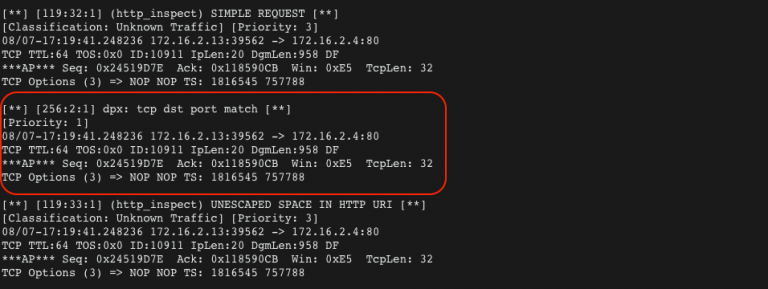 [**] [119:32:1] (http_inspect) SIMPLE REQUEST [**]
[Classification: Unknown Traffic] [Priority: 3]
08/07-17:19:41.248236 172.16.2.13:39562 -> 172.16.2.4:80
TCP TTL:64 TOS:0x0 ID:10911 IpLen:20 DgmLen:958 DF
***AP*** Seq: 0x24519D7E  Ack: 0x118590CB  Win: 0xE5  TcpLen: 32
TCP Options (3) => NOP NOP TS: 1816545 757788
[**] [256:2:1] dpx: tcp dst port match [**]
[Priority: 1]
08/07-17:19:41.248236 172.16.2.13:39562 -> 172.16.2.4:80
TCP TTL:64 TOS:0x0 ID:10911 IpLen:20 DgmLen:958 DF
***AP*** Seq: 0x24519D7E  Ack: 0x118590CB  Win: 0xE5  TcpLen: 32
TCP Options (3) => NOP NOP TS: 1816545 757788
[**] [119:33:1] (http_inspect) UNESCAPED SPACE IN HTTP URI [**]
[Classification: Unknown Traffic] [Priority: 3]
08/07-17:19:41.248236 172.16.2.13:39562 -> 172.16.2.4:80
TCP TTL:64 TOS:0x0 ID:10911 IpLen:20 DgmLen:958 DF
***AP*** Seq: 0x24519D7E  Ack: 0x118590CB  Win: 0xE5  TcpLen: 32
TCP Options (3) => NOP NOP TS: 1816545 757788